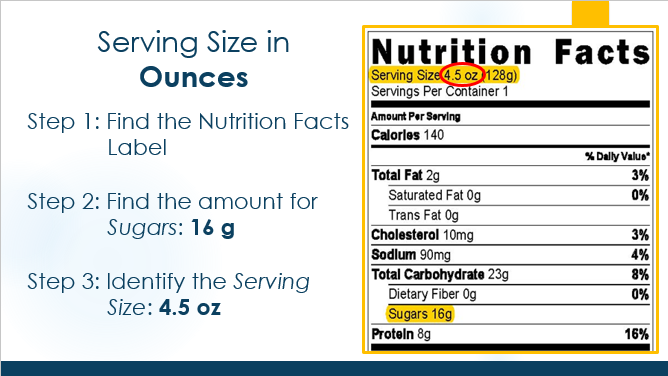 Serving Size in
Ounces
Step 1: Find the Nutrition Facts
Label
Step 2: Find the amount for
Sugars: 16 g
Step 3: Identify the Serving
Size: 4.5 oz
Nutrition Facts
Serving Size 4.5 oz (128g)
Servings Per Container 1
Amount Per Serving
Calories 140
% Daily Value*
Total Fat 2g 3%
Saturated Fat 0g 0%
Trans Fat 0g
Cholesterol 10mg 3%
Sodium 90mg 4%
Total Carbohydrate 23g 8%
Dietary Fiber 0g 0%
Sugars 16g
Protein 8g 16%